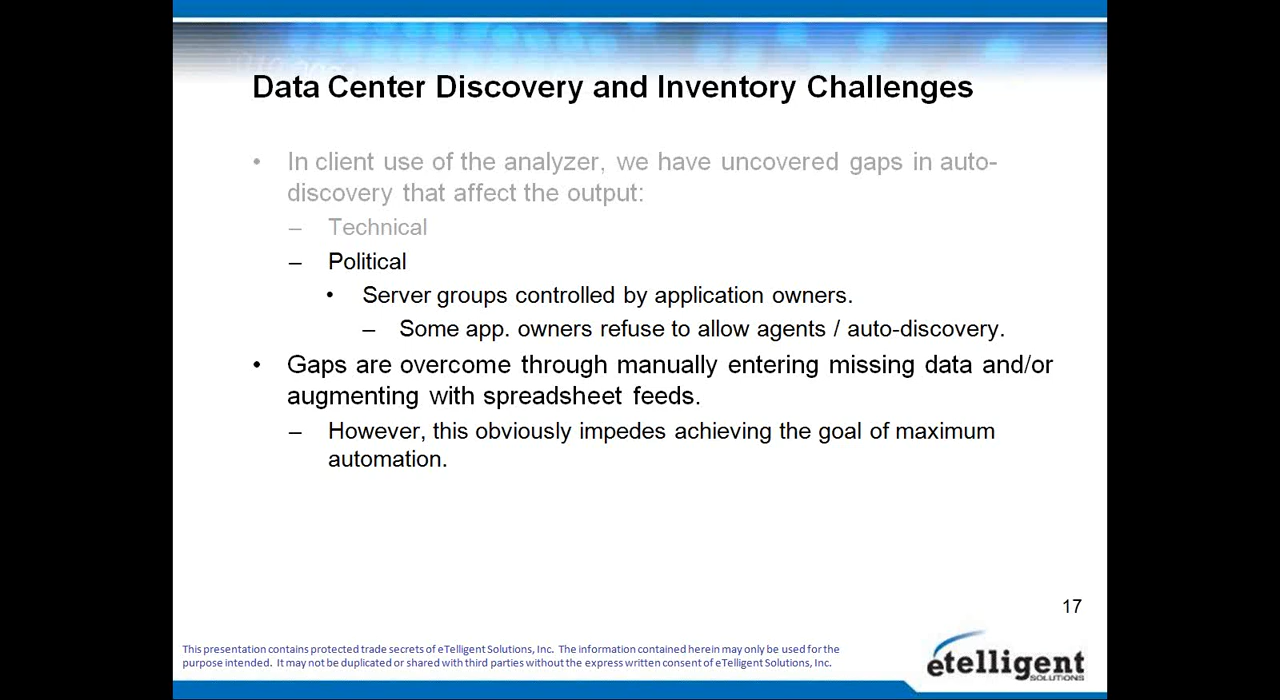 Data Center Discovery and Inventory Challenges
• In client use of the analyzer, we have uncovered gaps in auto-
discovery that affect the output:
– Technical
– Political
• Server groups controlled by application owners.
– Some app. owners refuse to allow agents / auto-discovery.
• Gaps are overcome through manually entering missing data and/or
augmenting with spreadsheet feeds.
– However, this obviously impedes achieving the goal of maximum
automation.
17
This presentation contains protected trade secrets of eTelligent Solutions, Inc. The information contained herein may only be used for the
purpose intended. It may not be duplicated or shared with third parties without the express written consent of eTelligent Solutions, Inc.
etelligent
SOLUTIONS